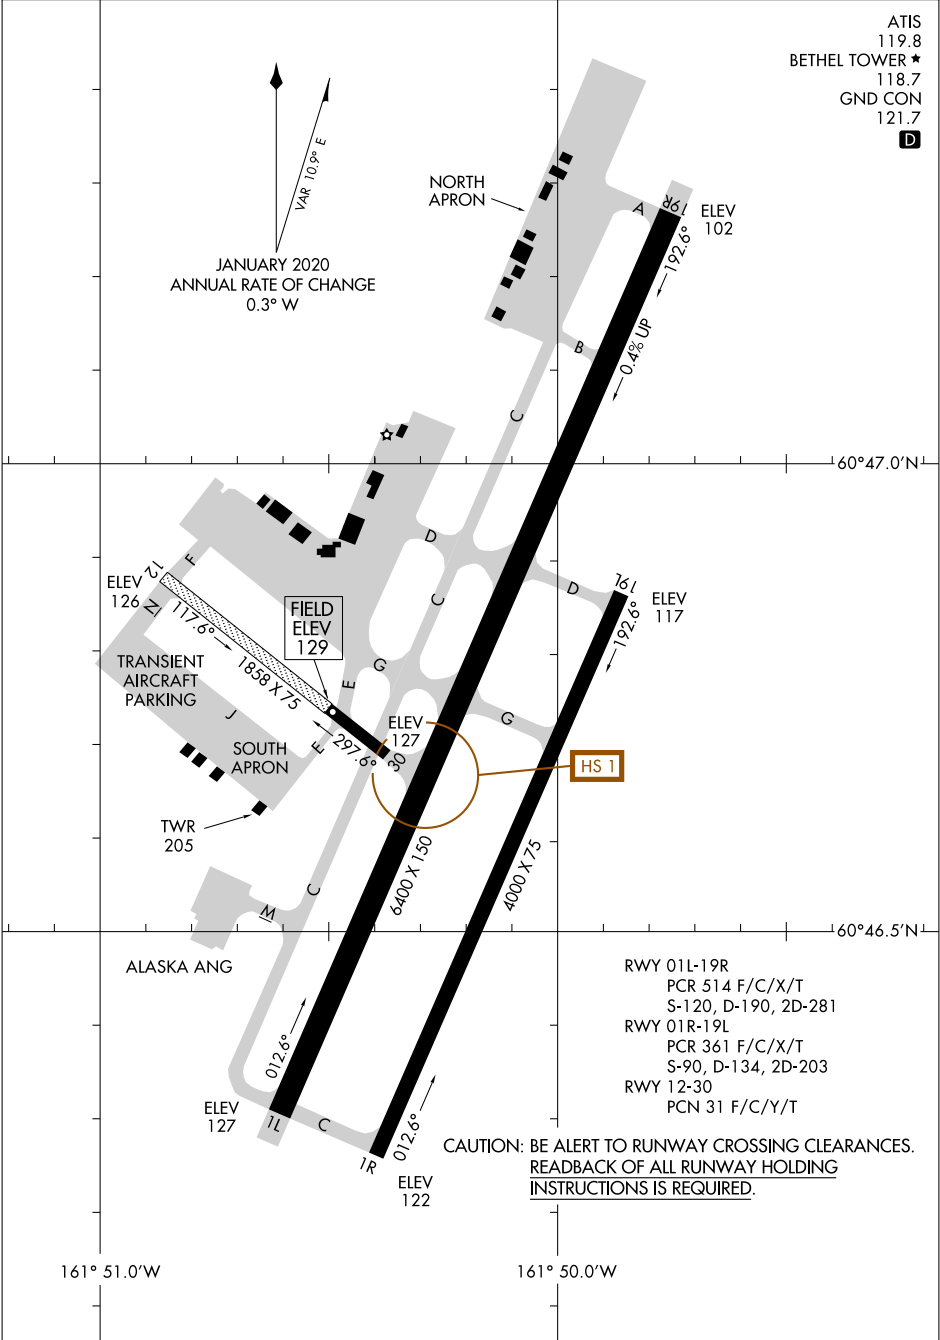 ATIS
119.8
BETHEL TOWER ★
118.7
GND CON
121.7
D
VAR 10.9° E
JANUARY 2020
ANNUAL RATE OF CHANGE
0.3° W
NORTH
APRON
A
19R
ELEV
102
192.6°
0.4% UP
B
C
60°47.0'N
D
C
D
19L
ELEV
117
192.6°
F
12
ELEV
126
N
117.6°
FIELD
ELEV
129
1858 X 75
TRANSIENT
AIRCRAFT
PARKING
G
E
J
G
ELEV
127
E
297.6°
30
SOUTH
APRON
HS 1
TWR
205
6400 X 150
4000 X 75
C
M
60°46.5'N
ALASKA ANG
RWY 01L-19R
PCR 514 F/C/X/T
S-120, D-190, 2D-281
RWY 01R-19L
PCR 361 F/C/X/T
S-90, D-134, 2D-203
RWY 12-30
PCN 31 F/C/Y/T
012.6°
ELEV
127
1L
C
012.6°
1R
ELEV
122
CAUTION: BE ALERT TO RUNWAY CROSSING CLEARANCES.
READBACK OF ALL RUNWAY HOLDING
INSTRUCTIONS IS REQUIRED.
161° 51.0'W
161° 50.0'W